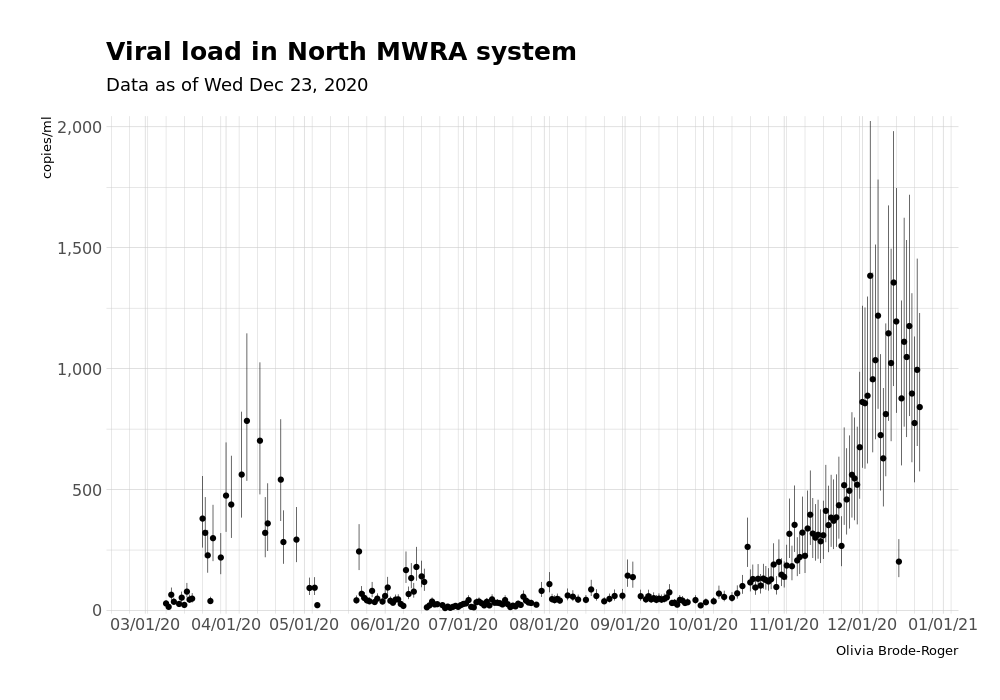 Viral load in North MWRA system
Data as of Wed Dec 23, 2020
copies/ml
2,000
1,500
1,000
500
0
03/01/20 04/01/20 05/01/20 06/01/20 07/01/20 08/01/20 09/01/20 10/01/20 11/01/20 12/01/20 01/01/21
Olivia Brode-Roger